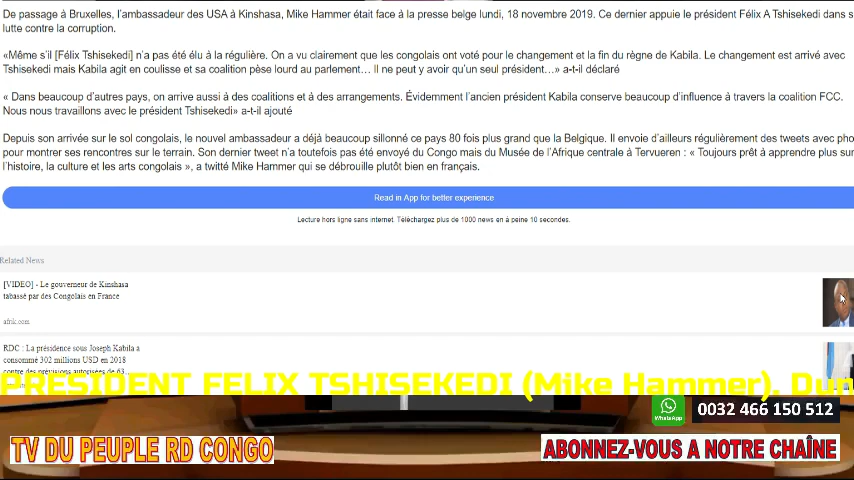 De passage à Bruxelles, l'ambassadeur des USA à Kinshasa, Mike Hammer était face à la presse belge lundi, 18 novembre 2019. Ce dernier appuie le président Félix A Tshisekedi dans s
lutte contre la corruption.
«Même s'il [Félix Tshisekedi] n'a pas été élu à la régulière. On a vu clairement que les congolais ont voté pour le changement et la fin du règne de Kabila. Le changement est arrivé avec
Tshisekedi mais Kabila agit en coulisse et sa coalition pèse lourd au parlement… Il ne peut y avoir qu'un seul président…» a-t-il déclaré
« Dans beaucoup d'autres pays, on arrive aussi à des coalitions et à des arrangements. Évidemment l'ancien président Kabila conserve beaucoup d'influence à travers la coalition FCC.
Nous nous travaillons avec le président Tshisekedi» a-t-il ajouté
Depuis son arrivée sur le sol congolais, le nouvel ambassadeur a déjà beaucoup sillonné ce pays 80 fois plus grand que la Belgique. Il envoie d'ailleurs régulièrement des tweets avec pho
pour montrer ses rencontres sur le terrain. Son dernier tweet n'a toutefois pas été envoyé du Congo mais du Musée de l'Afrique centrale à Tervueren : « Toujours prêt à apprendre plus sur
l'histoire, la culture et les arts congolais », a twitté Mike Hammer qui se débrouille plutôt bien en français.
Read in App for better experience
Lecture hors ligne sans internet. Téléchargez plus de 1000 news en à peine 10 secondes.
Related News
[VIDEO] - Le gouverneur de Kinshasa
tabassé par des Congolais en France
afrik.com
RDC : La présidence sous Joseph Kabila a
consommé 302 millions USD en 2018
contre des prévisions autorisées de 63...
PRESIDENT FELIX TSHISEKEDI (Mike Hammer). Dun
WhatsApp
0032 466 150 512
TV DU PEUPLE RD CONGO
ABONNEZ-VOUS A NOTRE CHAÎNE